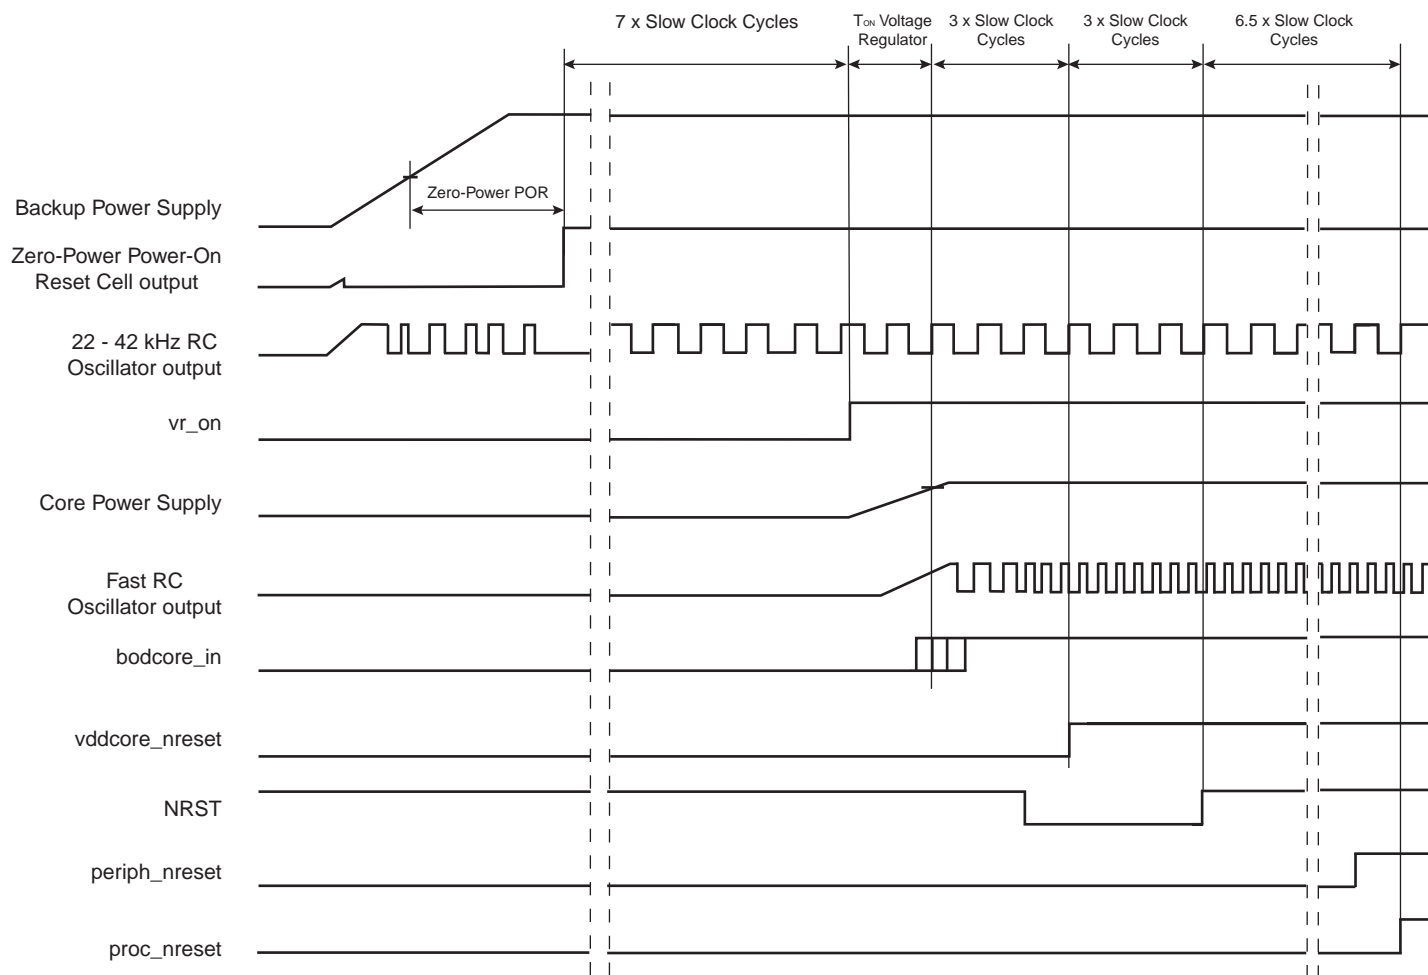 7 x Slow Clock Cycles
TON Voltage
Regulator
3 x Slow Clock
Cycles
3 x Slow Clock
Cycles
6.5 x Slow Clock
Cycles
Zero-Power POR
Backup Power Supply
Zero-Power Power-On
Reset Cell output
22 - 42 kHz RC
Oscillator output
vr_on
Core Power Supply
Fast RC
Oscillator output
bodcore_in
vddcore_nreset
NRST
periph_nreset
proc_nreset